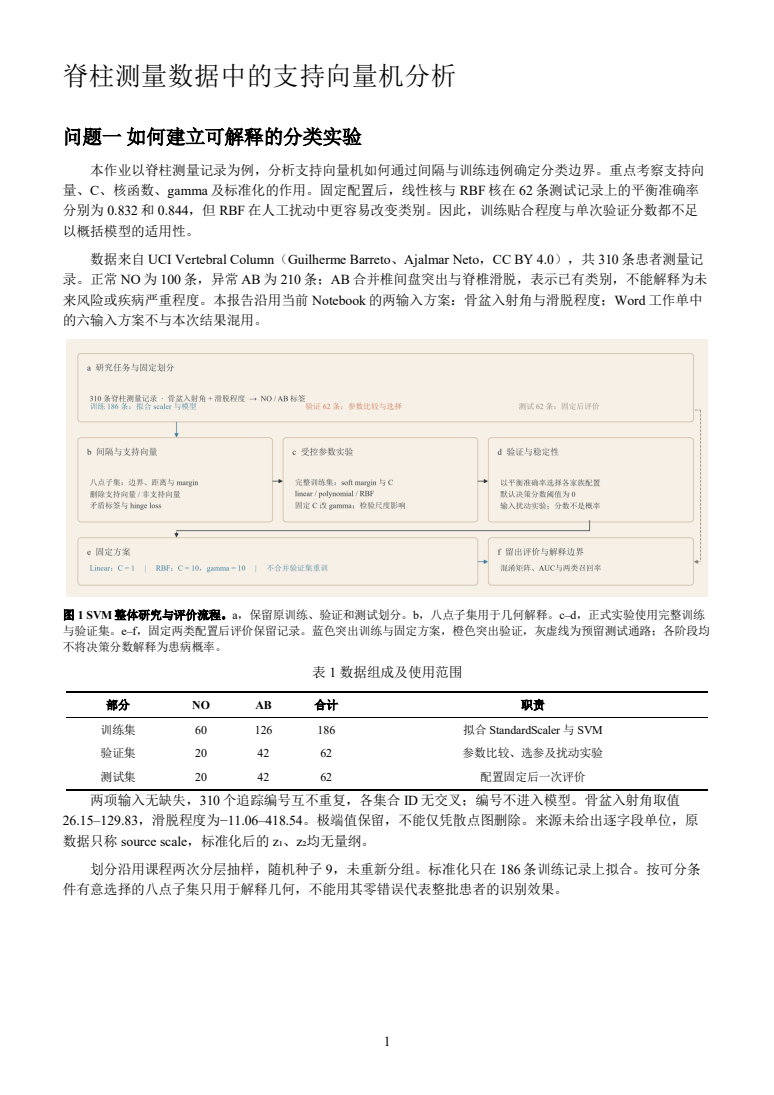 脊柱测量数据中的支持向量机分析
问题一 如何建立可解释的分类实验
本作业以脊柱测量记录为例，分析支持向量机如何通过间隔与训练违例确定分类边界。重点考察支持向
量、C、核函数、gamma 及标准化的作用。固定配置后，线性核与 RBF 核在 62 条测试记录上的平衡准确率
分别为 0.832 和 0.844，但 RBF 在人工扰动中更容易改变类别。因此，训练贴合程度与单次验证分数都不足
以概括模型的适用性。
数据来自 UCI Vertebral Column（Guilherme Barreto、Ajalmar Neto，CC BY 4.0），共 310 条患者测量记
录。正常 NO 为 100 条，异常 AB 为 210 条；AB 合并椎间盘突出与脊椎滑脱，表示已有类别，不能解释为未
来风险或疾病严重程度。本报告沿用当前 Notebook 的两输入方案：骨盆入射角与滑脱程度；Word 工作单中
的六输入方案不与本次结果混用。
a 研究任务与固定划分
310 条脊柱测量记录 · 骨盆入射角 + 滑脱程度 → NO / AB 标签
训练 186 条：拟合 scaler 与模型 验证 62 条：参数比较与选择 测试 62 条：固定后评价
b 间隔与支持向量
八点子集：边界、距离与 margin
删除支持向量 / 非支持向量
矛盾标签与 hinge loss
c 受控参数实验
完整训练集：soft margin 与 C
linear / polynomial / RBF
固定 C 改 gamma；检验尺度影响
d 验证与稳定性
以平衡准确率选择各家族配置
默认决策分数阈值为 0
输入扰动实验；分数不是概率
e 固定方案
Linear：C = 1 | RBF：C = 10，gamma = 10 | 不合并验证集重训
f 留出评价与解释边界
混淆矩阵、AUC与两类召回率
图 1 SVM 整体研究与评价流程。a，保留原训练、验证和测试划分。b，八点子集用于几何解释。c–d，正式实验使用完整训练
与验证集。e–f，固定两类配置后评价保留记录。蓝色突出训练与固定方案，橙色突出验证，灰虚线为预留测试通路；各阶段均
不将决策分数解释为患病概率。
表 1 数据组成及使用范围
部分 NO AB 合计 职责
训练集 60 126 186 拟合 StandardScaler 与 SVM
验证集 20 42 62 参数比较、选参及扰动实验
测试集 20 42 62 配置固定后一次评价
两项输入无缺失，310 个追踪编号互不重复，各集合 ID 无交叉；编号不进入模型。骨盆入射角取值
26.15–129.83，滑脱程度为−11.06–418.54。极端值保留，不能仅凭散点图删除。来源未给出逐字段单位，原
数据只称 source scale，标准化后的 z₁、z₂均无量纲。
划分沿用课程两次分层抽样，随机种子 9，未重新分组。标准化只在 186 条训练记录上拟合。按可分条
件有意选择的八点子集只用于解释几何，不能用其零错误代表整批患者的识别效果。
1